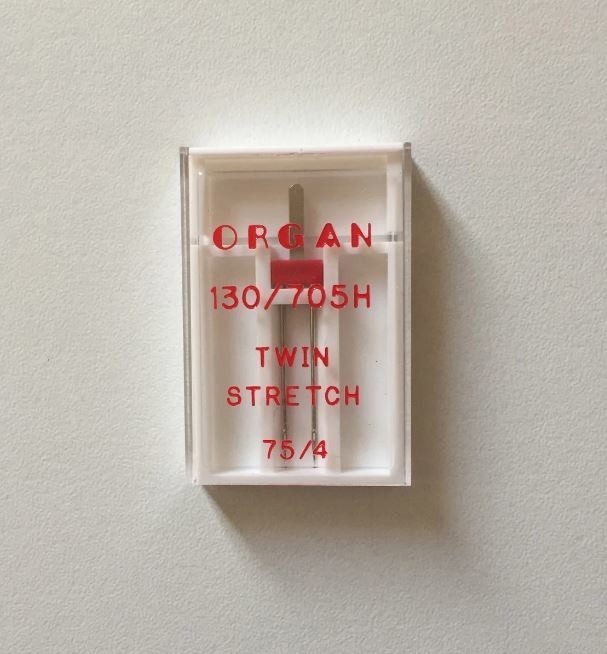 ORGAN
130/705H
TWIN
STRETCH
75/4